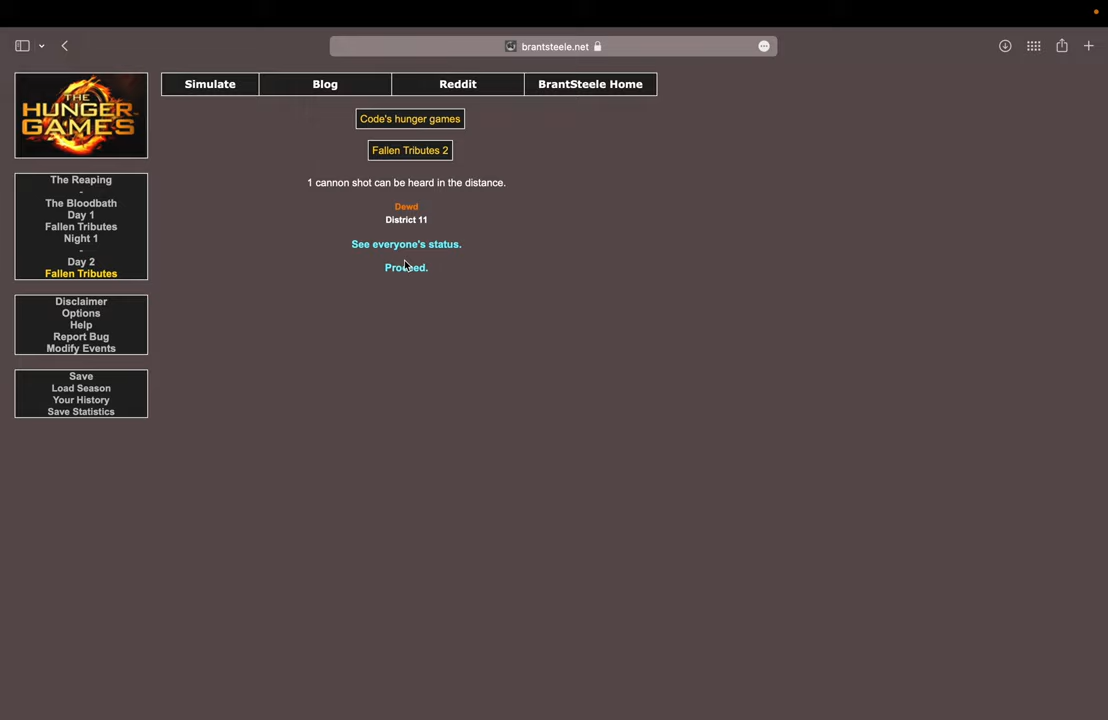 brantsteele.net
THE
HUNGER
GAMES
Simulate
Blog
Reddit
BrantSteele Home
Code's hunger games
Fallen Tributes 2
1 cannon shot can be heard in the distance.
Dewd
District 11
See everyone's status.
Proceed.
The Reaping
-
The Bloodbath
Day 1
Fallen Tributes
Night 1
-
Day 2
Fallen Tributes
Disclaimer
Options
Help
Report Bug
Modify Events
Save
Load Season
Your History
Save Statistics